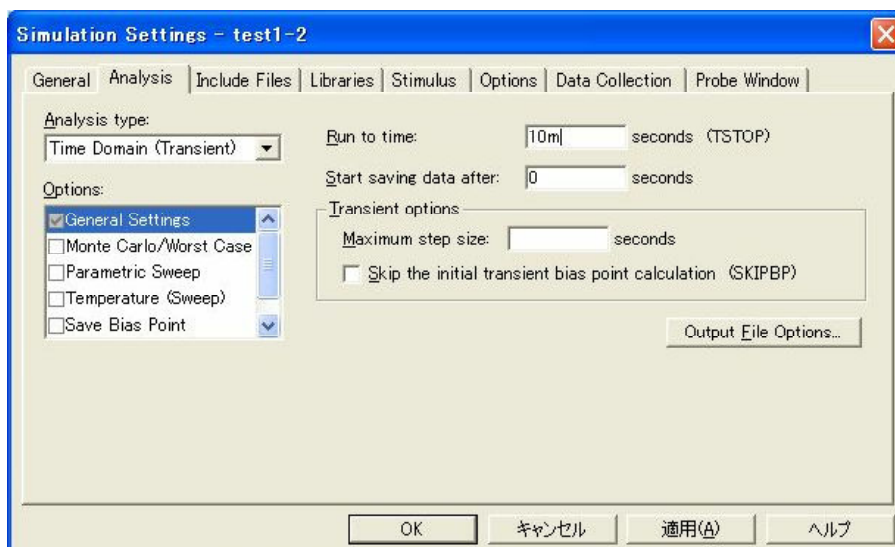 Simulation Settings - test1-2
General Analysis Include Files Libraries Stimulus Options Data Collection Probe Window
Analysis type:
Time Domain (Transient)
Options:
General Settings
Monte Carlo/Worst Case
Parametric Sweep
Temperature (Sweep)
Save Bias Point
Run to time: 10m seconds (TSTOP)
Start saving data after: 0 seconds
Transient options
Maximum step size: seconds
Skip the initial transient bias point calculation (SKIPBP)
Output File Options...
OK キャンセル 適用(A) ヘルプ